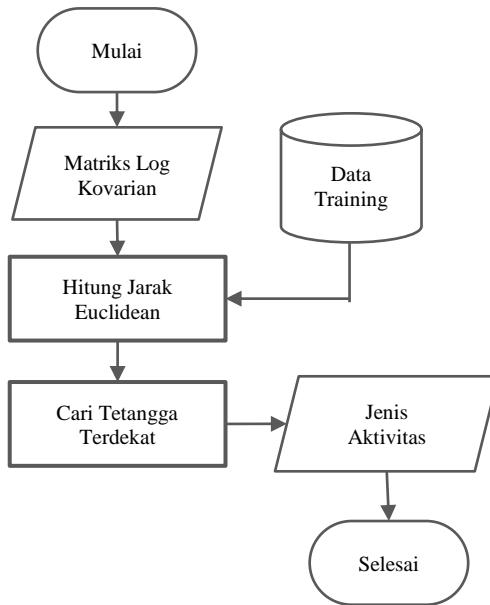 Mulai
Matriks Log
Kovarian
Data
Training
Hitung Jarak
Euclidean
Cari Tetangga
Terdekat
Jenis
Aktivitas
Selesai